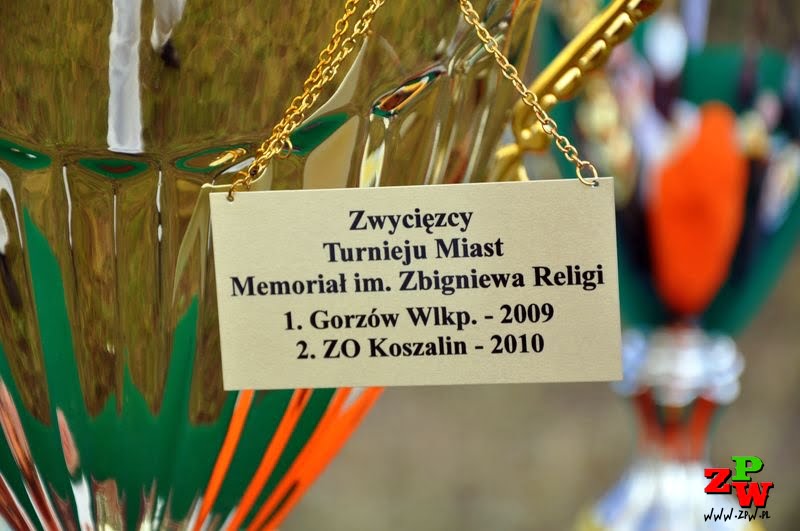 Zwycięzcy
Turnieju Miast
Memoriał im. Zbigniewa Religi
1. Gorzów Wlkp. - 2009
2. ZO Koszalin - 2010
ZPW
WWW.ZPW.PL